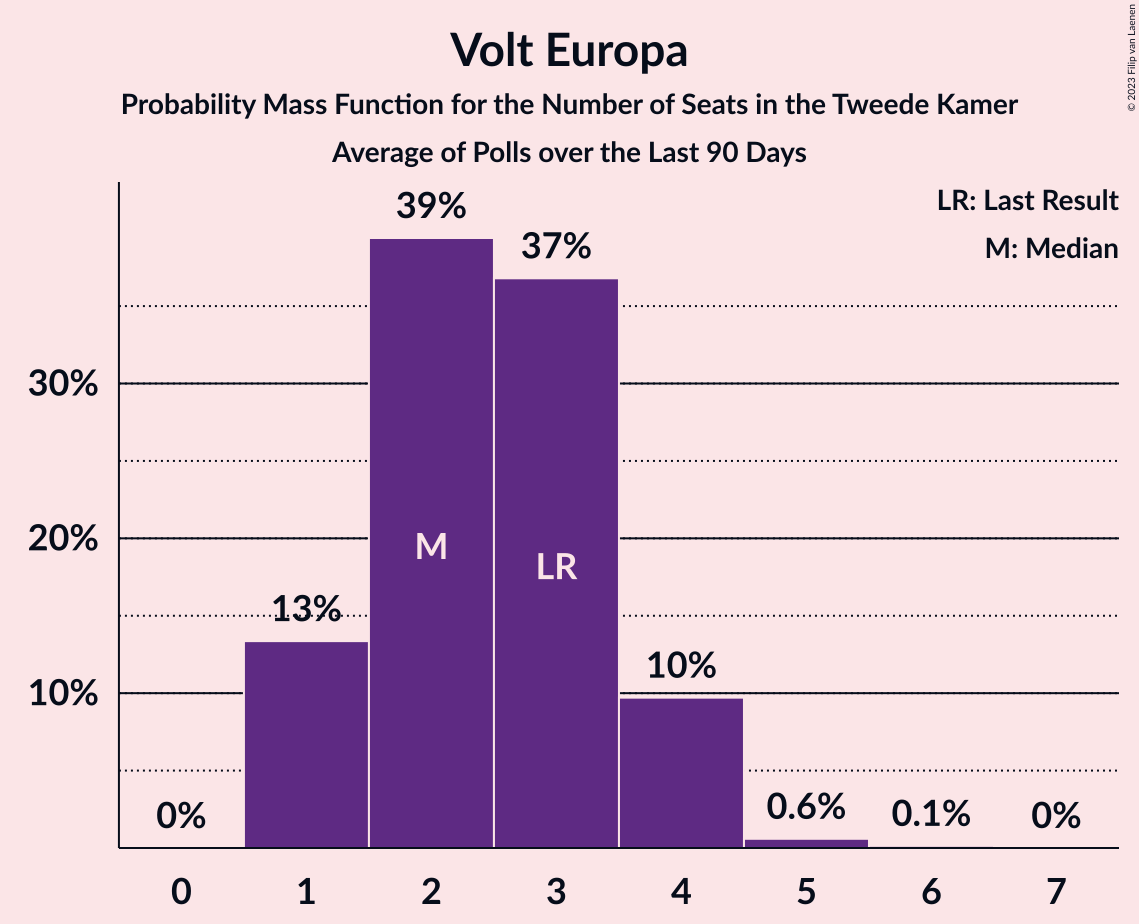 Volt Europa
Probability Mass Function for the Number of Seats in the Tweede Kamer
Average of Polls over the Last 90 Days
© 2023 Filip van Laenen
LR: Last Result
M: Median
39%
37%
30%
20%
M
LR
13%
10%
10%
0%
0.6%
0.1%
0%
0 1 2 3 4 5 6 7